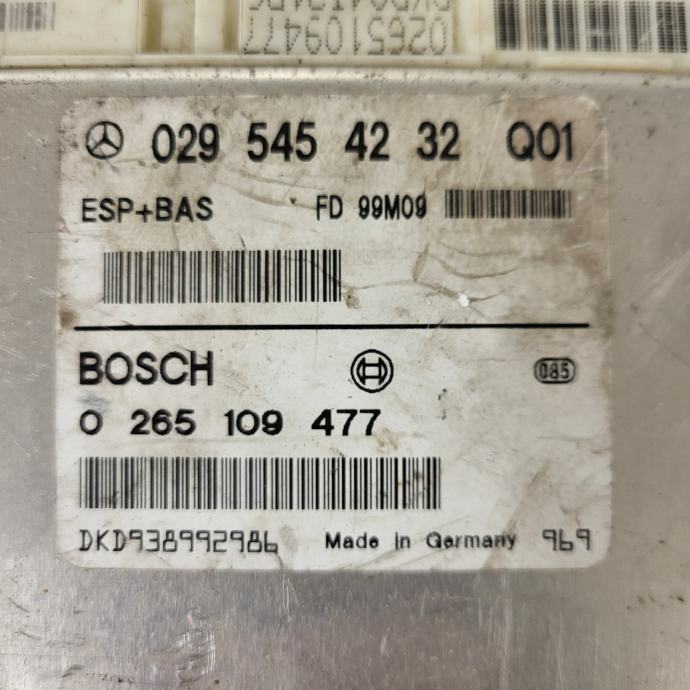 0265109477
029 545 42 32 Q01
ESP+BAS FD 99M09
BOSCH 085
0 265 109 477
DKD938992986 Made In Germany 969